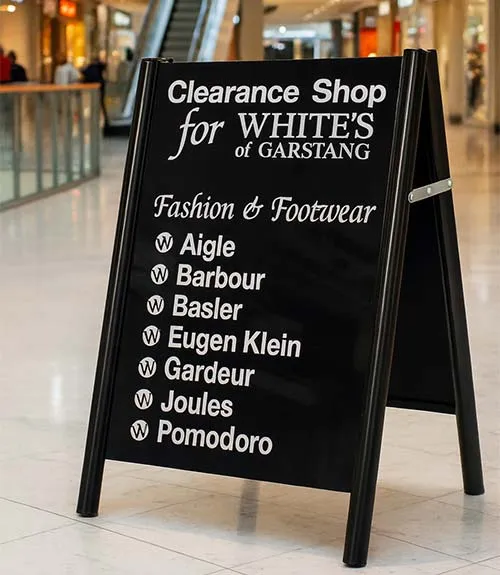 Clearance Shop
for WHITE'S
of GARSTANG
Fashion & Footwear
W Aigle
W Barbour
W Basler
W Eugen Klein
W Gardeur
W Joules
W Pomodoro